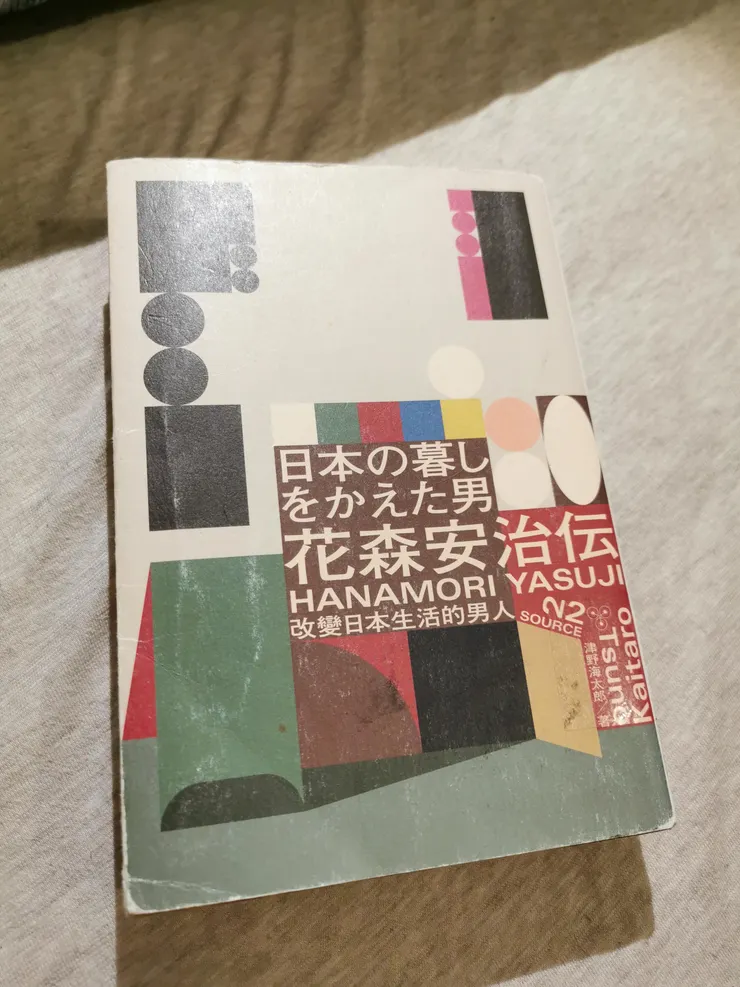 日本の暮し
をかえた男
花森安治伝
HANAMORI YASUJI
改變日本生活的男人
22
SOURCE
津野海太郎/著
Tsuno
Kaitaro